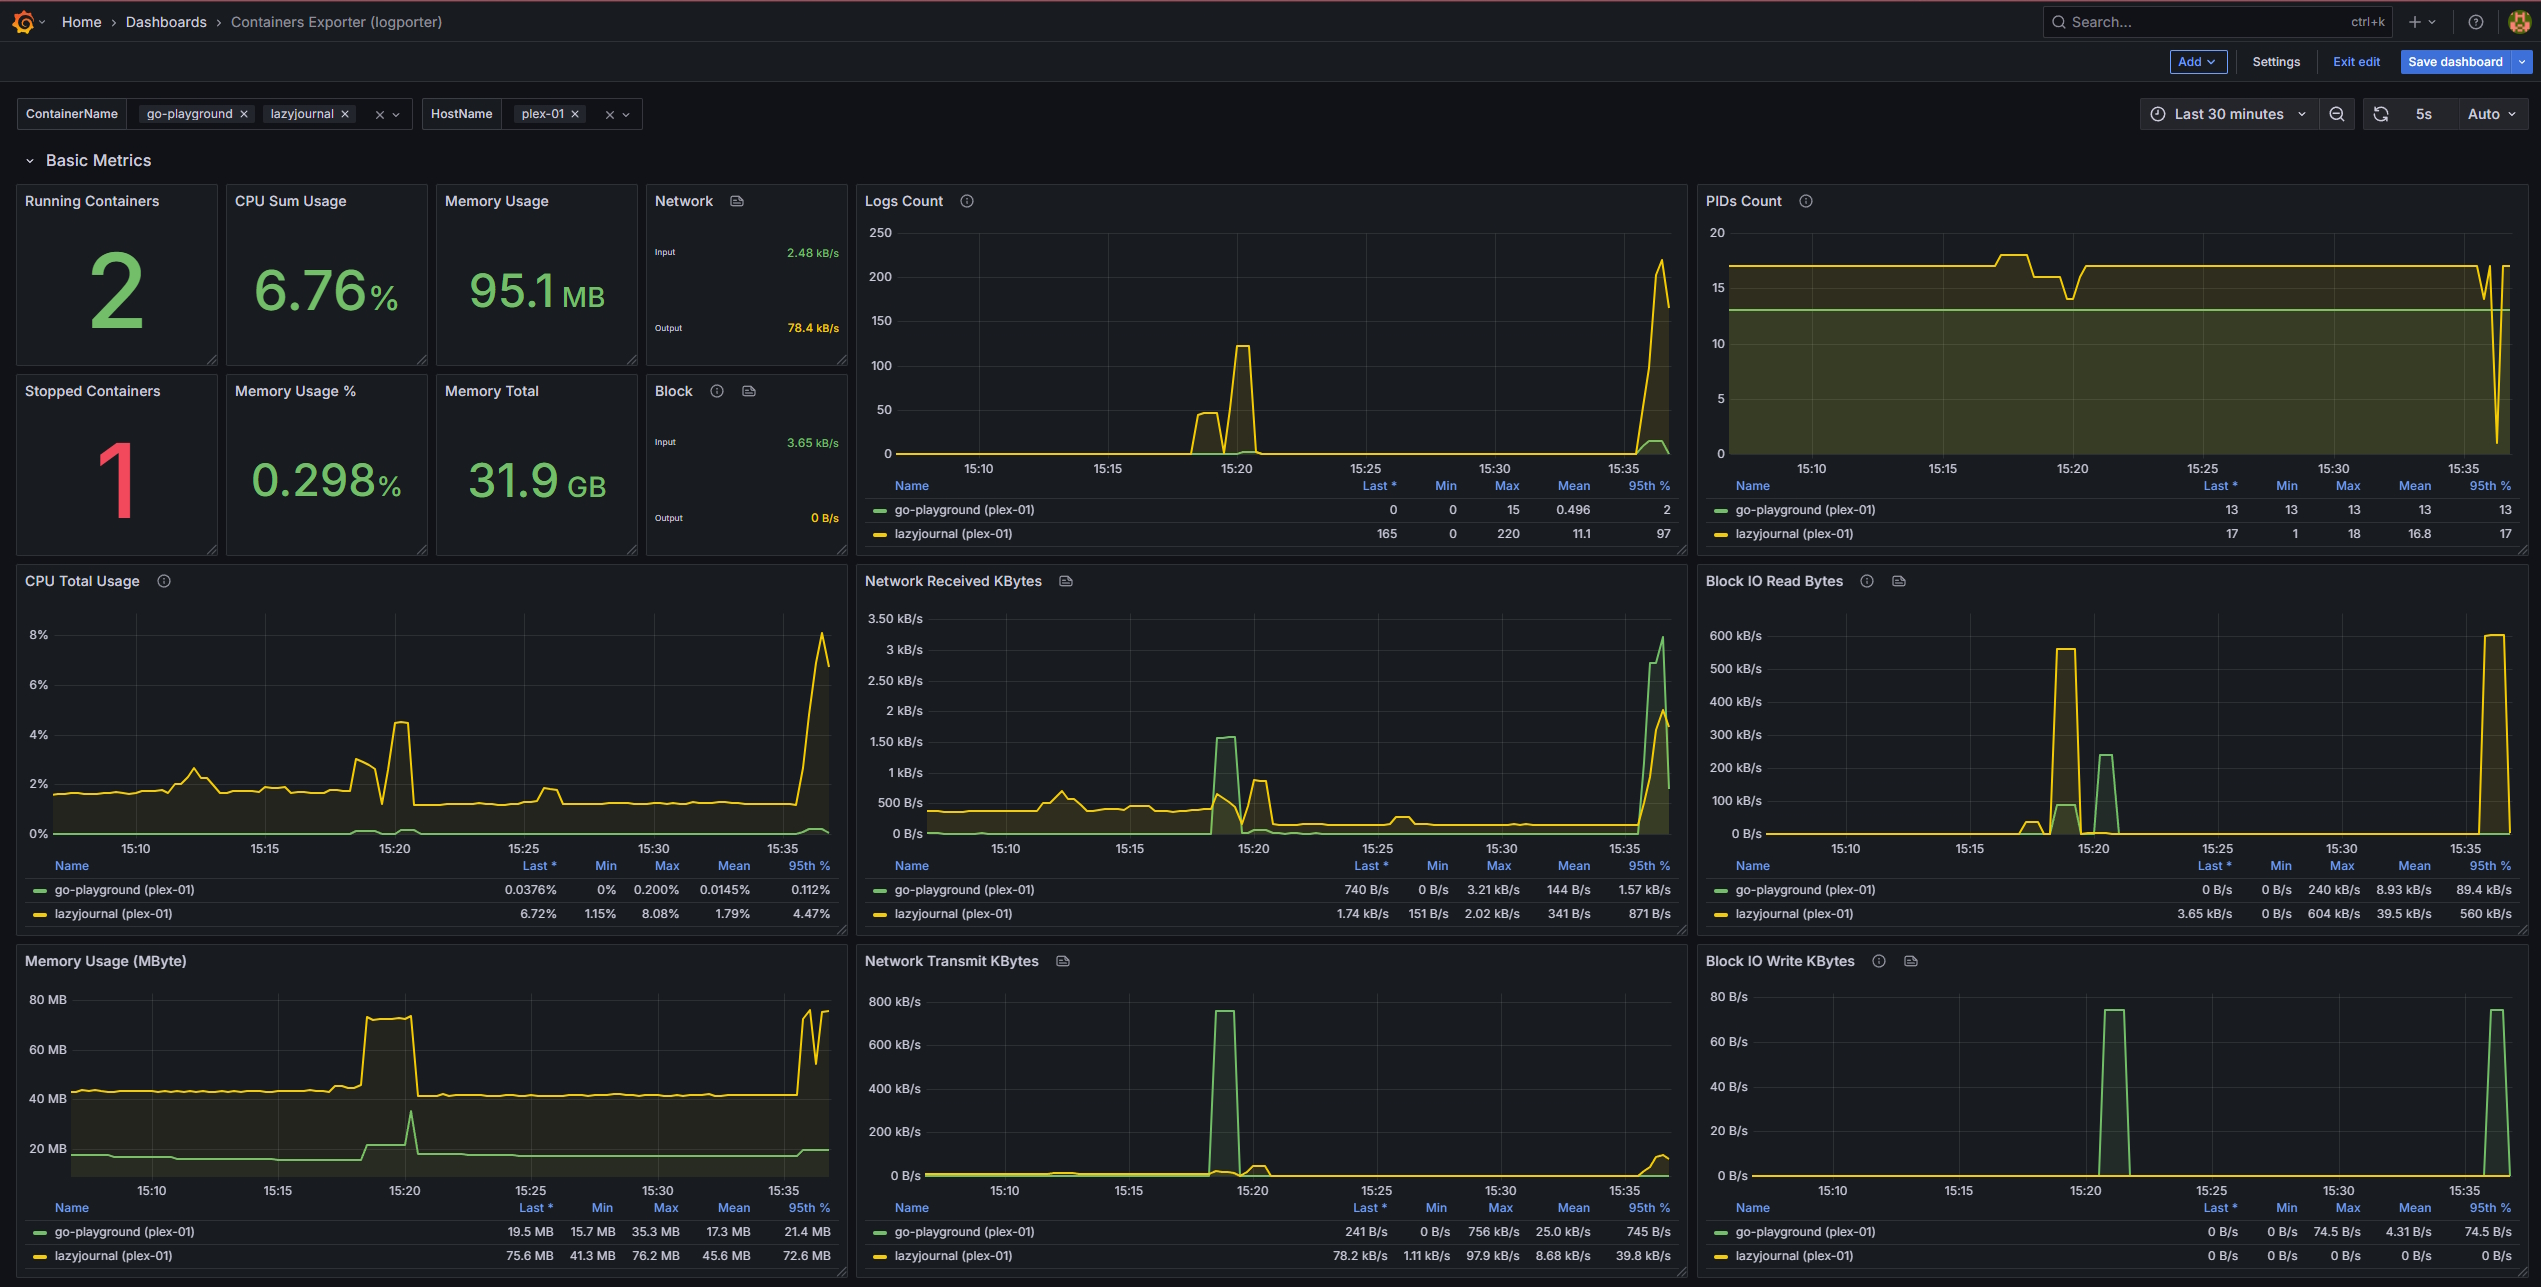 Home › Dashboards › Containers Exporter (logporter)
Search... ctrl+k
Add Settings Exit edit Save dashboard
ContainerName go-playground lazyjournal HostName plex-01
Last 30 minutes 5s Auto
Basic Metrics
Running Containers
2
CPU Sum Usage
6.76%
Memory Usage
95.1 MB
Network
Input 2.48 kB/s
Output 78.4 kB/s
Stopped Containers
1
Memory Usage %
0.298%
Memory Total
31.9 GB
Block
Input 3.65 kB/s
Output 0 B/s
Logs Count
250
200
150
100
50
0
15:10 15:15 15:20 15:25 15:30 15:35
Name Last * Min Max Mean 95th %
go-playground (plex-01) 0 0 15 0.496 2
lazyjournal (plex-01) 165 0 220 11.1 97
PIDs Count
20
15
10
5
0
15:10 15:15 15:20 15:25 15:30 15:35
Name Last * Min Max Mean 95th %
go-playground (plex-01) 13 13 13 13 13
lazyjournal (plex-01) 17 1 18 16.8 17
CPU Total Usage
8%
6%
4%
2%
0%
15:10 15:15 15:20 15:25 15:30 15:35
Name Last * Min Max Mean 95th %
go-playground (plex-01) 0.0376% 0% 0.200% 0.0145% 0.112%
lazyjournal (plex-01) 6.72% 1.15% 8.08% 1.79% 4.47%
Network Received KBytes
3.50 kB/s
3 kB/s
2.50 kB/s
2 kB/s
1.50 kB/s
1 kB/s
500 B/s
0 B/s
15:10 15:15 15:20 15:25 15:30 15:35
Name Last * Min Max Mean 95th %
go-playground (plex-01) 740 B/s 0 B/s 3.21 kB/s 144 B/s 1.57 kB/s
lazyjournal (plex-01) 1.74 kB/s 151 B/s 2.02 kB/s 341 B/s 871 B/s
Block IO Read Bytes
600 kB/s
500 kB/s
400 kB/s
300 kB/s
200 kB/s
100 kB/s
0 B/s
15:10 15:15 15:20 15:25 15:30 15:35
Name Last * Min Max Mean 95th %
go-playground (plex-01) 0 B/s 0 B/s 240 kB/s 8.93 kB/s 89.4 kB/s
lazyjournal (plex-01) 3.65 kB/s 0 B/s 604 kB/s 39.5 kB/s 560 kB/s
Memory Usage (MByte)
80 MB
60 MB
40 MB
20 MB
15:10 15:15 15:20 15:25 15:30 15:35
Name Last * Min Max Mean 95th %
go-playground (plex-01) 19.5 MB 15.7 MB 35.3 MB 17.3 MB 21.4 MB
lazyjournal (plex-01) 75.6 MB 41.3 MB 76.2 MB 45.6 MB 72.6 MB
Network Transmit KBytes
800 kB/s
600 kB/s
400 kB/s
200 kB/s
0 B/s
15:10 15:15 15:20 15:25 15:30 15:35
Name Last * Min Max Mean 95th %
go-playground (plex-01) 241 B/s 0 B/s 756 kB/s 25.0 kB/s 745 B/s
lazyjournal (plex-01) 78.2 kB/s 1.11 kB/s 97.9 kB/s 8.68 kB/s 39.8 kB/s
Block IO Write KBytes
80 B/s
60 B/s
40 B/s
20 B/s
0 B/s
15:10 15:15 15:20 15:25 15:30 15:35
Name Last * Min Max Mean 95th %
go-playground (plex-01) 0 B/s 0 B/s 74.5 B/s 4.31 B/s 74.5 B/s
lazyjournal (plex-01) 0 B/s 0 B/s 0 B/s 0 B/s 0 B/s